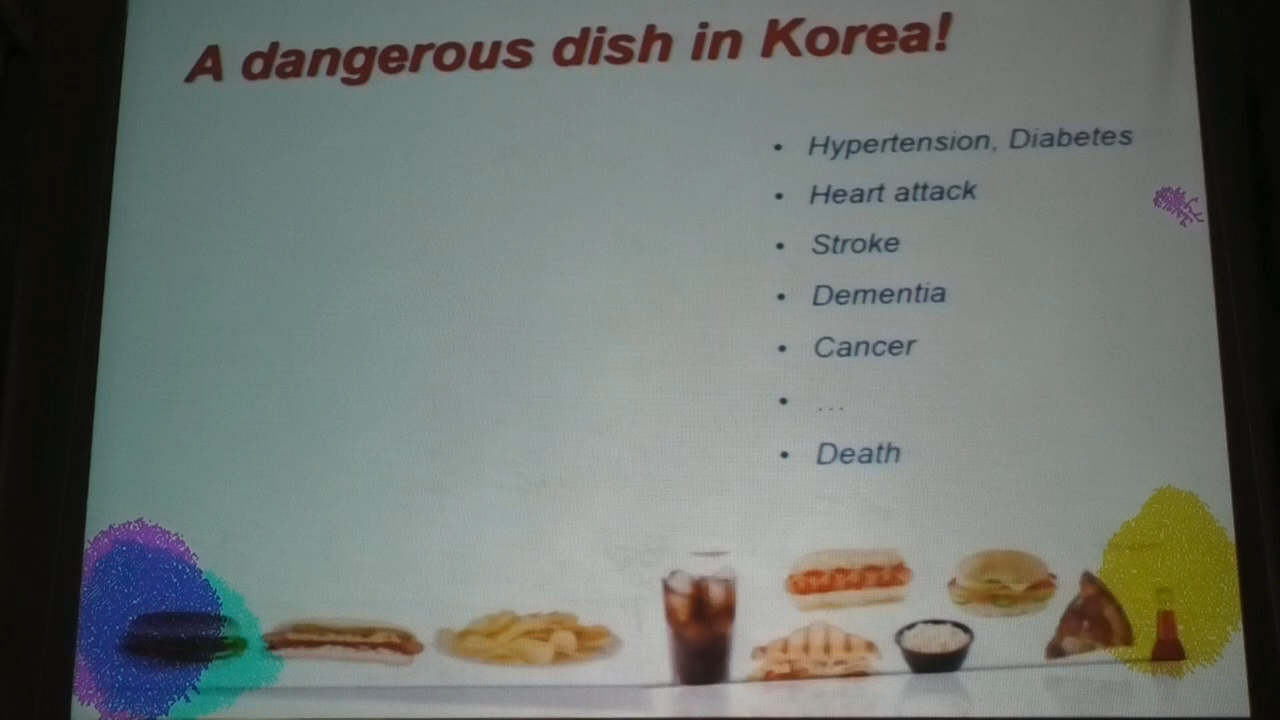 A dangerous dish in Korea!
• Hypertension, Diabetes
• Heart attack
• Stroke
• Dementia
• Cancer
• ...
• Death